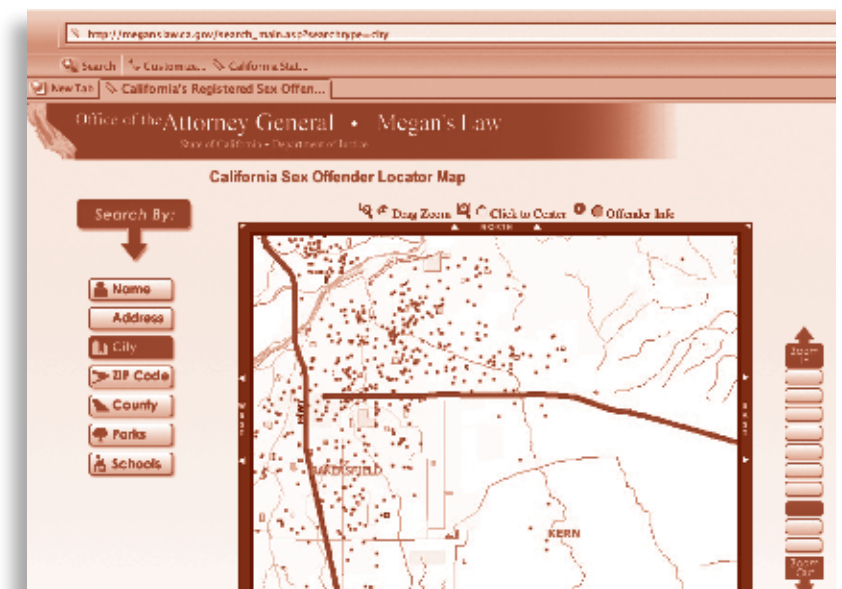 http://meganslaw.ca.gov/search_main.asp?searchtype=city
Search Customize... California Stat...
New Tab California's Registered Sex Offen...
Office of the Attorney General • Megan's Law
State of California • Department of Justice
California Sex Offender Locator Map
Search By:
Drag Zoom Click to Center Offender Info
NORTH
Name
Address
City
ZIP Code
County
Parks
Schools
Zoom In
KERN
Zoom Out